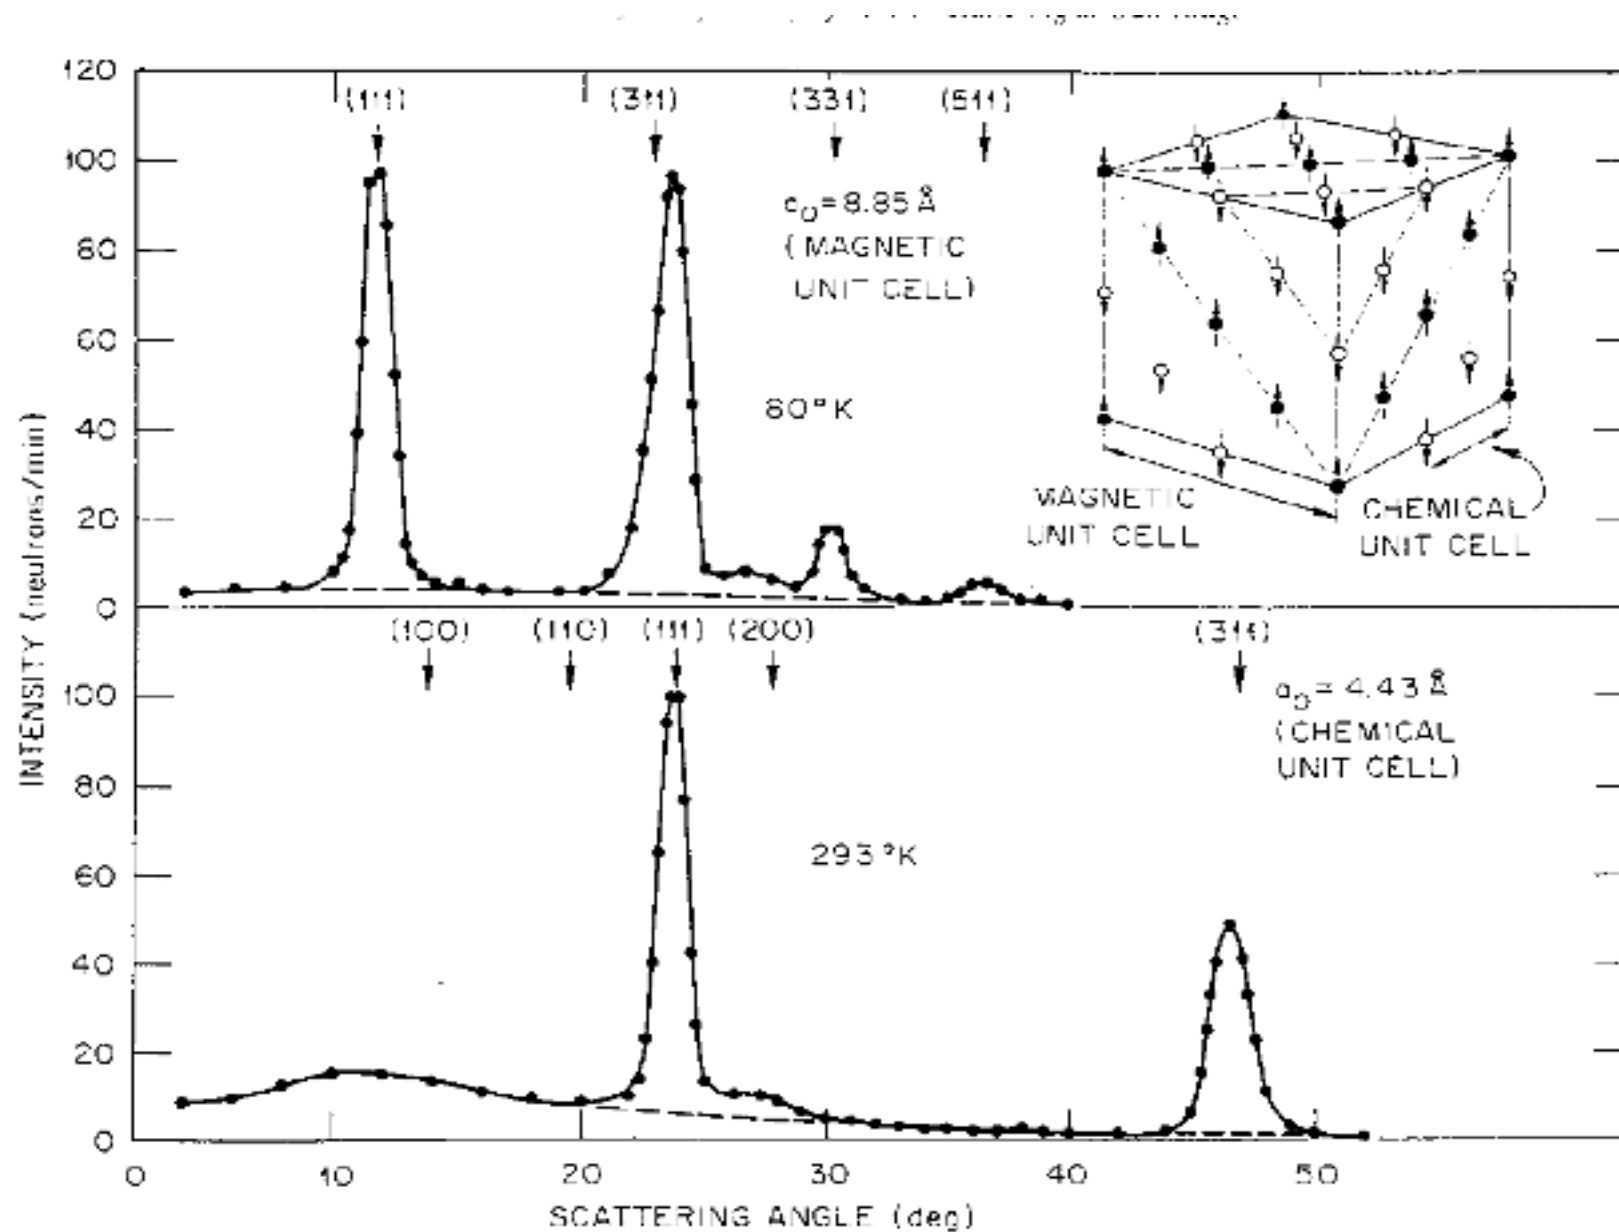 120
(111) (311) (331) (511)
100
a₀=8.85 Å
(MAGNETIC
UNIT CELL)
80
60
80°K
40
20
MAGNETIC
UNIT CELL
CHEMICAL
UNIT CELL
0
(100) (110) (111) (200) (311)
100
a₀=4.43 Å
(CHEMICAL
UNIT CELL)
80
293°K
60
40
20
0
INTENSITY (neutrons/min)
0 10 20 30 40 50
SCATTERING ANGLE (deg)